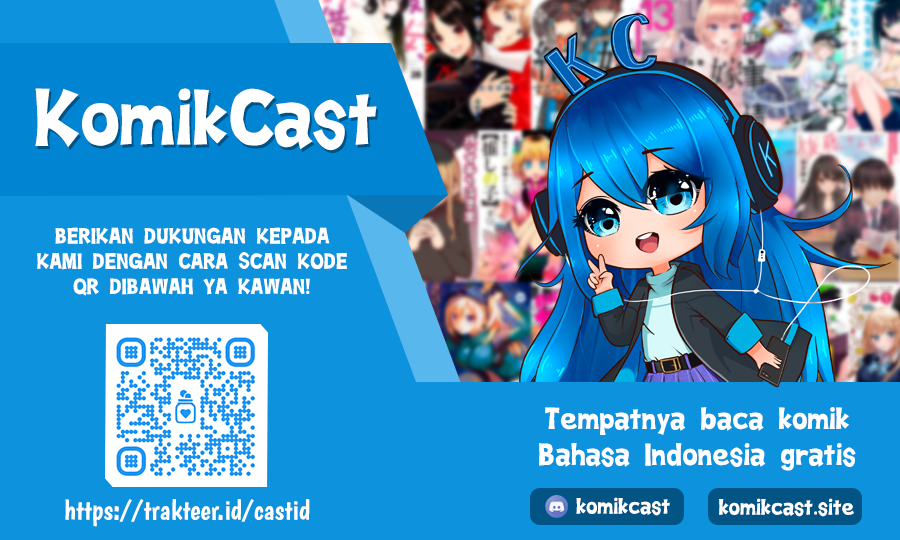 KomikCast
BERIKAN DUKUNGAN KEPADA
KAMI DENGAN CARA SCAN KODE
QR DIBAWAH YA KAWAN!
https://trakteer.id/castid
KC
K
Tempatnya baca komik
Bahasa Indonesia gratis
komikcast
komikcast.site